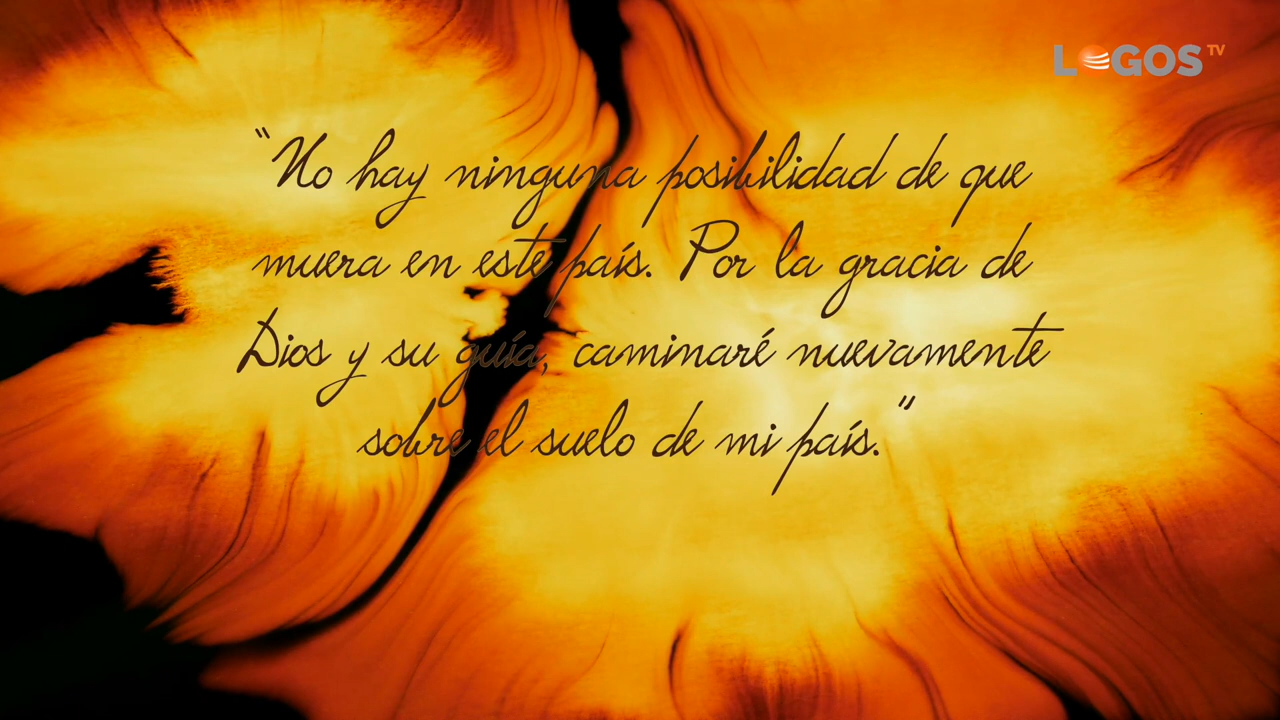 LOGOS TV
"No hay ninguna posibilidad de que
muera en este país. Por la gracia de
Dios y su guía, caminaré nuevamente
sobre el suelo de mi país."